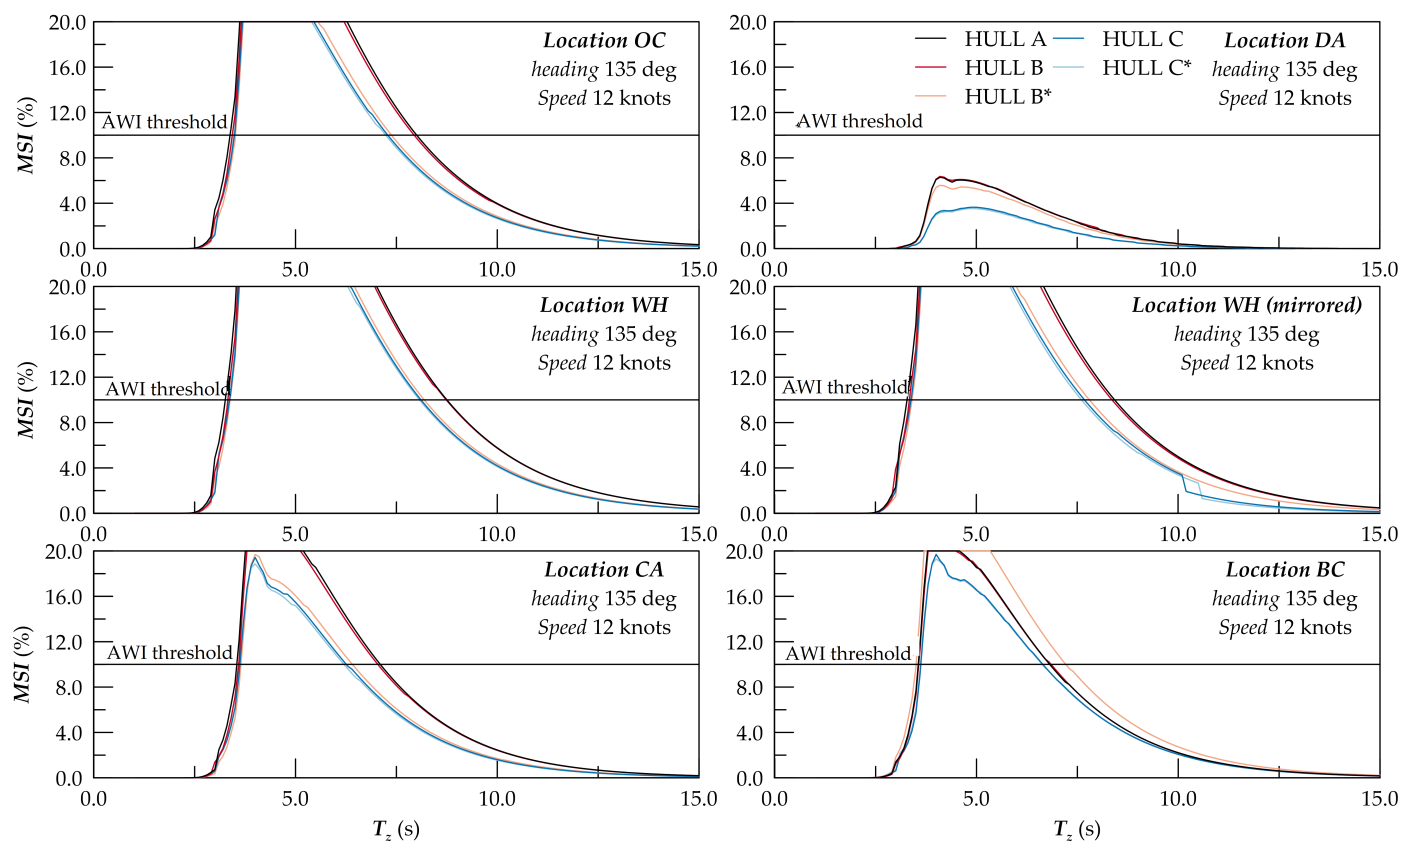 20.0
16.0
12.0
8.0
4.0
0.0
MSI (%)
AWI threshold
Location OC
heading 135 deg
Speed 12 knots
0.0 5.0 10.0 15.0
20.0
16.0
12.0
8.0
4.0
0.0
AWI threshold
HULL A
HULL B
HULL B*
HULL C
HULL C*
Location DA
heading 135 deg
Speed 12 knots
0.0 5.0 10.0 15.0
20.0
16.0
12.0
8.0
4.0
0.0
MSI (%)
AWI threshold
Location WH
heading 135 deg
Speed 12 knots
0.0 5.0 10.0 15.0
20.0
16.0
12.0
8.0
4.0
0.0
AWI threshold
Location WH (mirrored)
heading 135 deg
Speed 12 knots
0.0 5.0 10.0 15.0
20.0
16.0
12.0
8.0
4.0
0.0
MSI (%)
AWI threshold
Location CA
heading 135 deg
Speed 12 knots
0.0 5.0 10.0 15.0
Tz (s)
20.0
16.0
12.0
8.0
4.0
0.0
AWI threshold
Location BC
heading 135 deg
Speed 12 knots
0.0 5.0 10.0 15.0
Tz (s)